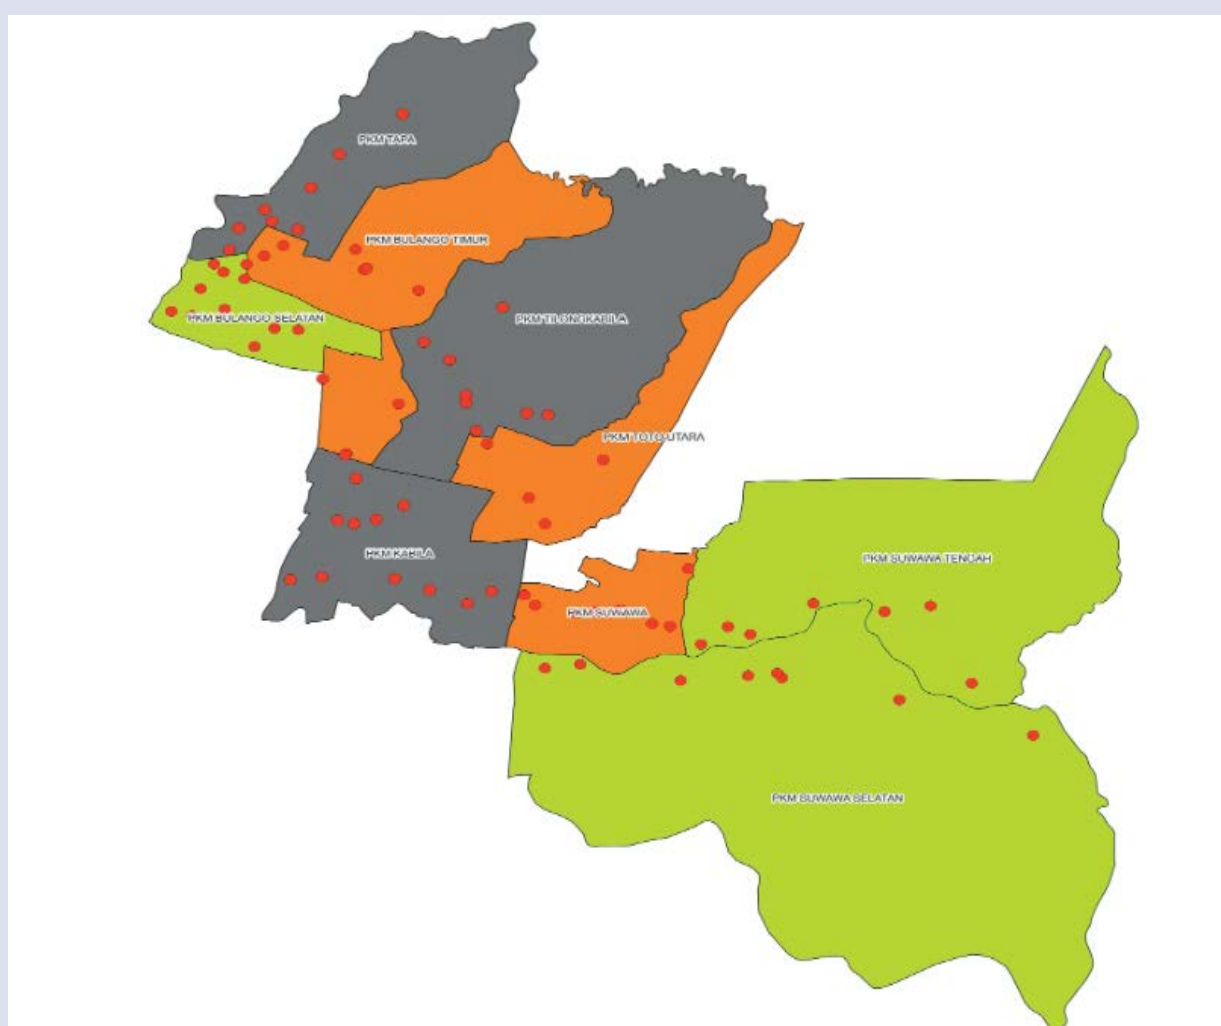 PKM TAPA
PKM BULANGO TIMUR
PKM BULANGO SELATAN
PKM TILONGKABILA
PKM TOTO UTARA
PKM KABILA
PKM SUWAWA TENGAH
PKM SUWAWA
PKM SUWAWA SELATAN